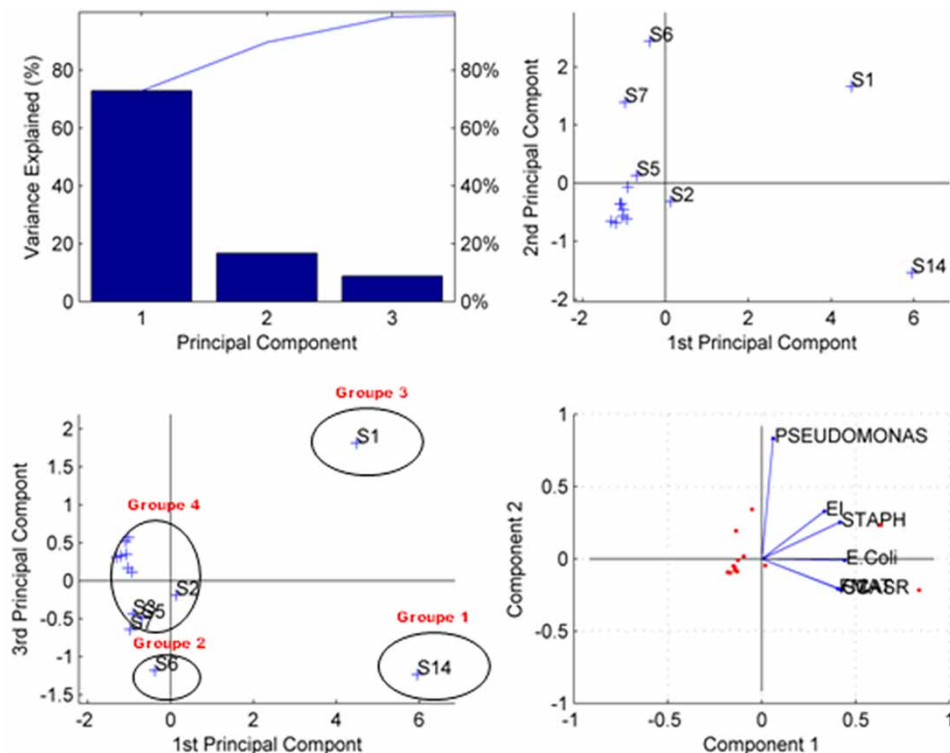 Variance Explained (%)
80
60
40
20
0
80%
60%
40%
20%
0%
1 2 3
Principal Component
2nd Principal Compont
2
1
0
-1
-2
S6
S1
S7
S5
S2
S14
-2 0 2 4 6
1st Principal Compont
3rd Principal Compont
2
1.5
1
0.5
0
-0.5
-1
-1.5
Groupe 3
S1
Groupe 4
S2
S5
S7
Groupe 2
S6
Groupe 1
S14
-2 0 2 4 6
1st Principal Compont
Component 2
1
0.5
0
-0.5
-1
PSEUDOMONAS
EI
STAPH
E.Coli
-1 -0.5 0 0.5 1
Component 1